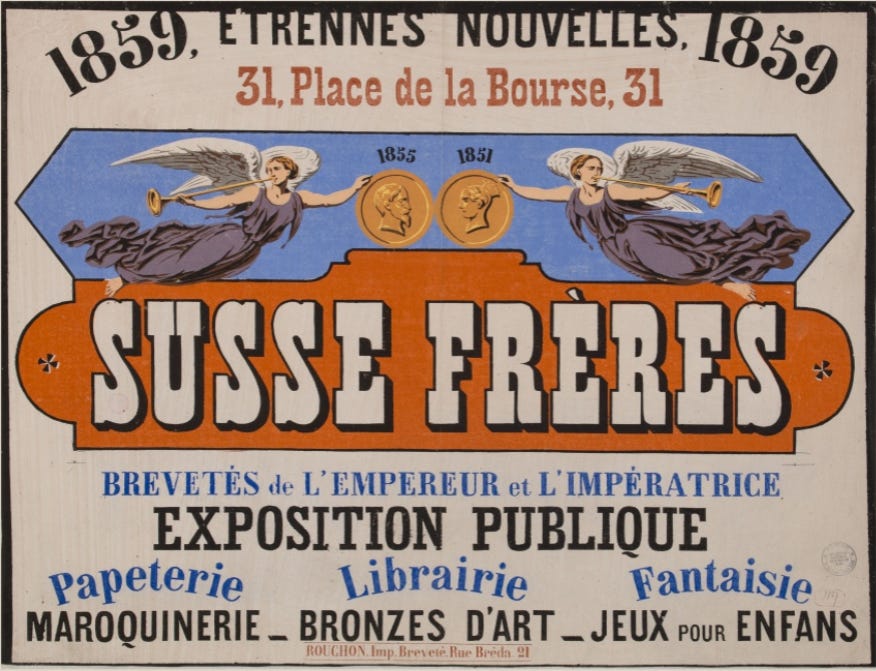 1859, ETRENNES NOUVELLES, 1859
31, Place de la Bourse, 31
1855 1851
SUSSE FRÈRES
BREVETÉS de L'EMPEREUR et L'IMPÉRATRICE
EXPOSITION PUBLIQUE
Papeterie Librairie Fantaisie
MAROQUINERIE _ BRONZES D'ART _ JEUX POUR ENFANS
ROUCHON, Imp. Breveté. Rue Bréda. 21